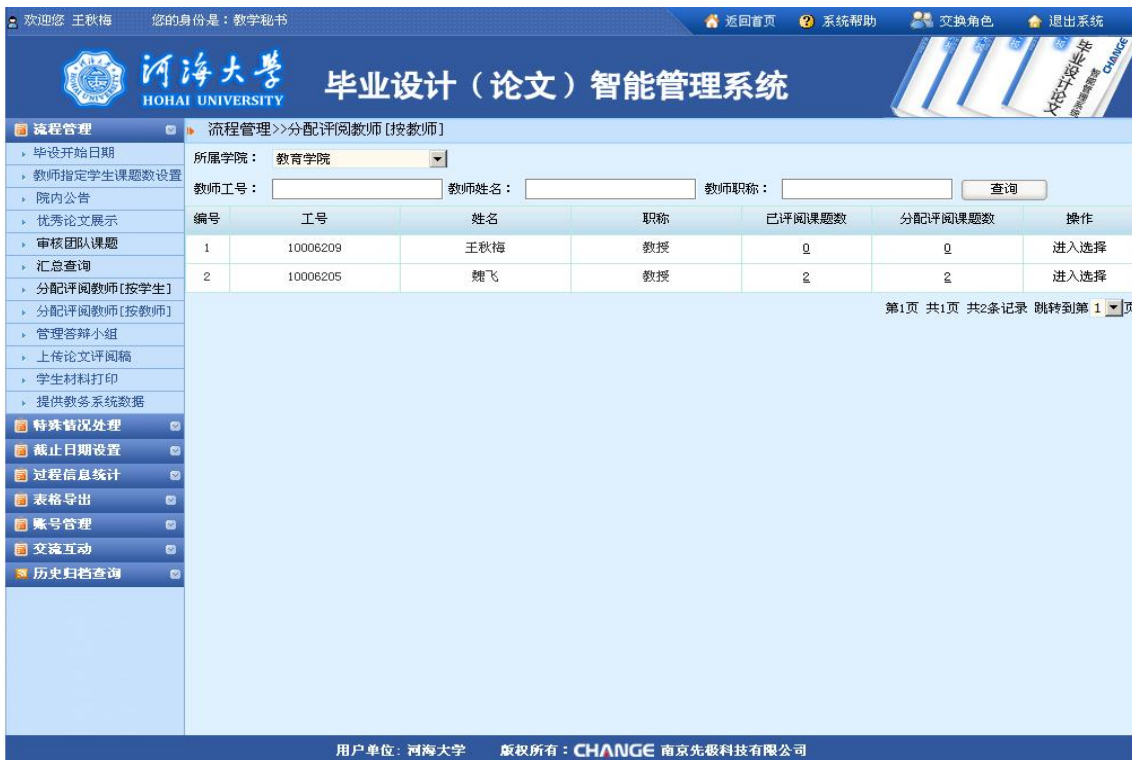 欢迎您 王秋梅 您的身份是：教学秘书 返回首页 系统帮助 交换角色 退出系统
河海大学
HOHAI UNIVERSITY
毕业设计（论文）智能管理系统
毕业设计论文
智能管理系统
CHANGE
流程管理
毕设开始日期
教师指定学生课题数设置
院内公告
优秀论文展示
审核团队课题
汇总查询
分配评阅教师[按学生]
分配评阅教师[按教师]
管理答辩小组
上传论文评阅稿
学生材料打印
提供教务系统数据
特殊情况处理
截止日期设置
过程信息统计
表格导出
账号管理
交流互动
历史归档查询
流程管理>>分配评阅教师[按教师]
所属学院： 教育学院
教师工号： 教师姓名： 教师职称： 查询
编号 工号 姓名 职称 已评阅课题数 分配评阅课题数 操作
1 10006209 王秋梅 教授 0 0 进入选择
2 10006205 魏飞 教授 2 2 进入选择
第1页 共1页 共2条记录 跳转到第 1 页
用户单位：河海大学 版权所有：CHANGE 南京先极科技有限公司